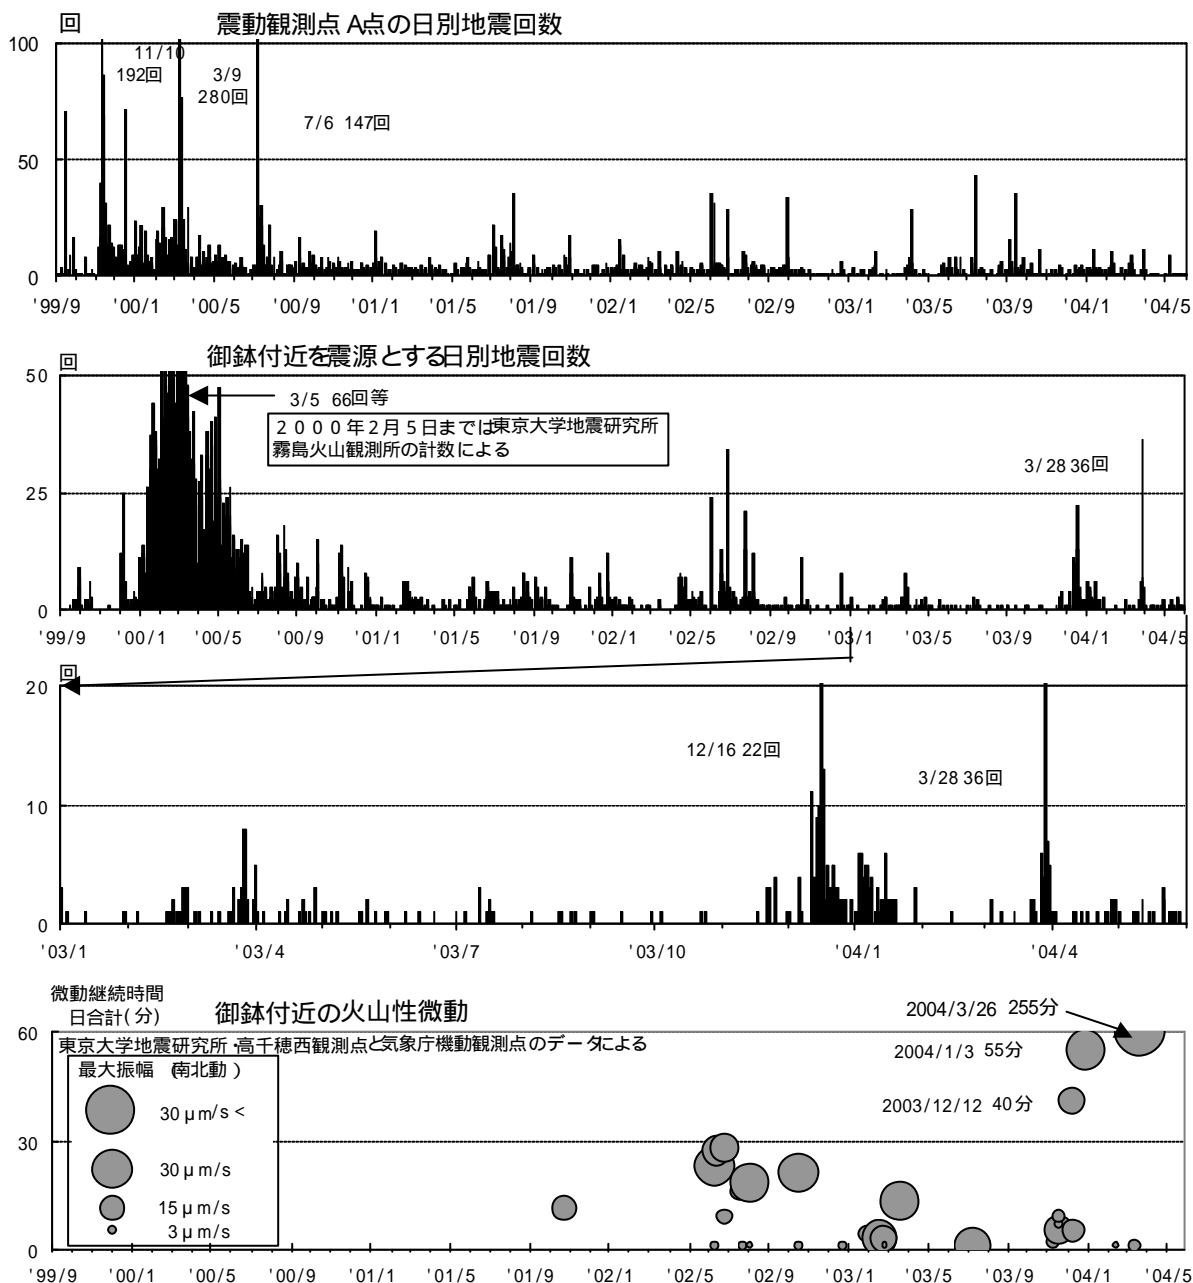 回
震動観測点 A点の日別地震回数
100
11/10
192回
3/9
280回
7/6 147回
50
0
'99/9 '00/1 '00/5 '00/9 '01/1 '01/5 '01/9 '02/1 '02/5 '02/9 '03/1 '03/5 '03/9 '04/1 '04/5
回
御鉢付近を震源とする日別地震回数
50
3/5 66回等
2000年2月5日までは東京大学地震研究所
霧島火山観測所の計数による
3/28 36回
25
0
'99/9 '00/1 '00/5 '00/9 '01/1 '01/5 '01/9 '02/1 '02/5 '02/9 '03/1 '03/5 '03/9 '04/1 '04/5
回
20
12/16 22回
3/28 36回
10
0
'03/1 '03/4 '03/7 '03/10 '04/1 '04/4
微動継続時間
日合計(分)
御鉢付近の火山性微動
2004/3/26 255分
60
東京大学地震研究所・高千穂西観測点と気象庁機動観測点のデータによる
2004/1/3 55分
最大振幅 (南北動)
30μm/s <
2003/12/12 40分
30
30μm/s
15μm/s
3μm/s
0
'99/9 '00/1 '00/5 '00/9 '01/1 '01/5 '01/9 '02/1 '02/5 '02/9 '03/1 '03/5 '03/9 '04/1 '04/5